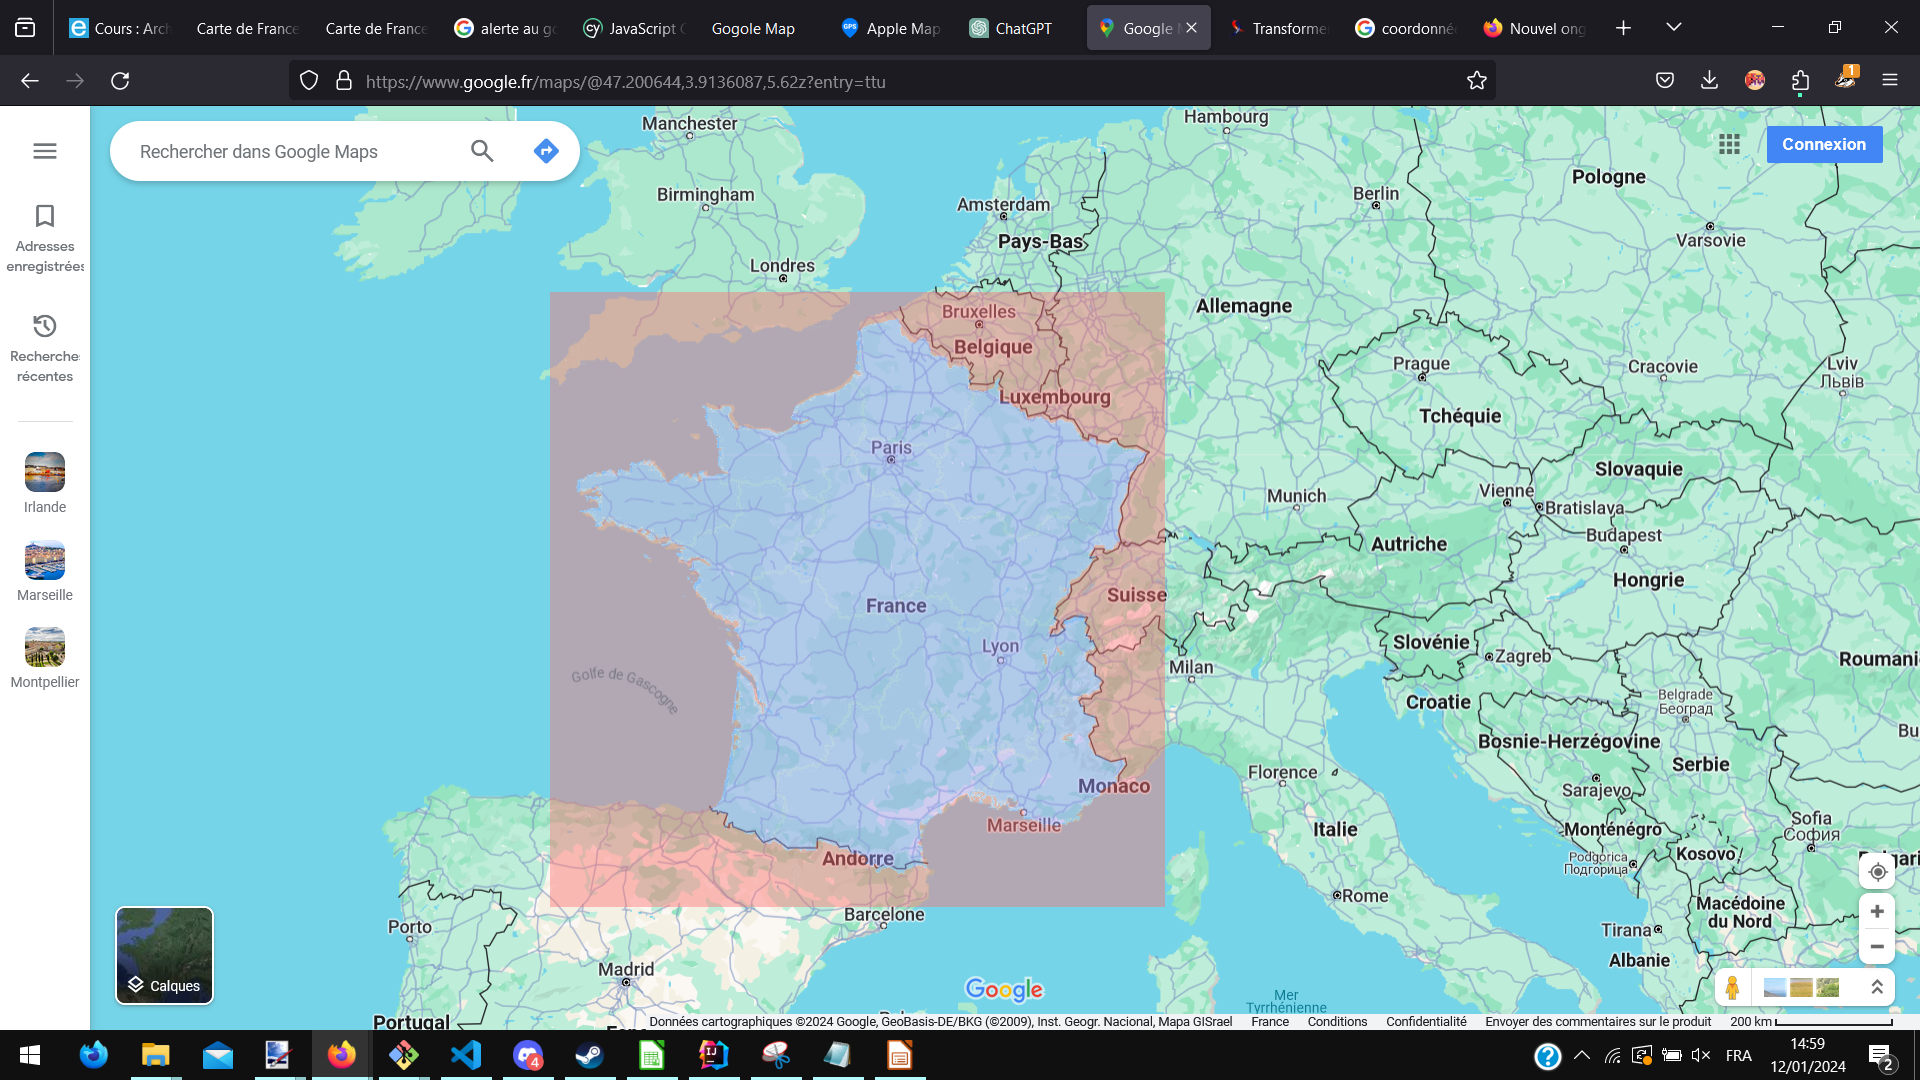 Cours : Arch
Carte de France
Carte de France
alerte au go
JavaScript C
Gogole Map
Apple Map
ChatGPT
Google M
Transforme
coordonnée
Nouvel ong
https://www.google.fr/maps/@47.200644,3.9136087,5.62z?entry=ttu
1
Rechercher dans Google Maps
Connexion
Adresses
enregistrées
Recherches
récentes
Irlande
Marseille
Montpellier
Manchester
Hambourg
Birmingham
Berlin
Pologne
Amsterdam
Pays-Bas
Varsovie
Londres
Allemagne
Bruxelles
Belgique
Prague
Cracovie
Lviv
Львів
Luxembourg
Tchéquie
Paris
Slovaquie
Munich
Vienne
Bratislava
Budapest
Autriche
Hongrie
France
Suisse
Lyon
Slovénie
Zagreb
Milan
Roumani
Golfe de Gascogne
Croatie
Belgrade
Београд
Bu
Bosnie-Herzégovine
Serbie
Florence
Monaco
Sarajevo
Marseille
Italie
Monténégro
Sofia
София
Andorre
Podgorica
Подгорица
Kosovo
Rome
Barcelone
Macédoine
du Nord
Porto
Tirana
Madrid
Albanie
Calques
Google
Mer
Tyrrhénienne
Portugal
Données cartographiques ©2024 Google, GeoBasis-DE/BKG (©2009), Inst. Geogr. Nacional, Mapa GISrael
France
Conditions
Confidentialité
Envoyer des commentaires sur le produit
200 km
4
FRA
14:59
12/01/2024
2